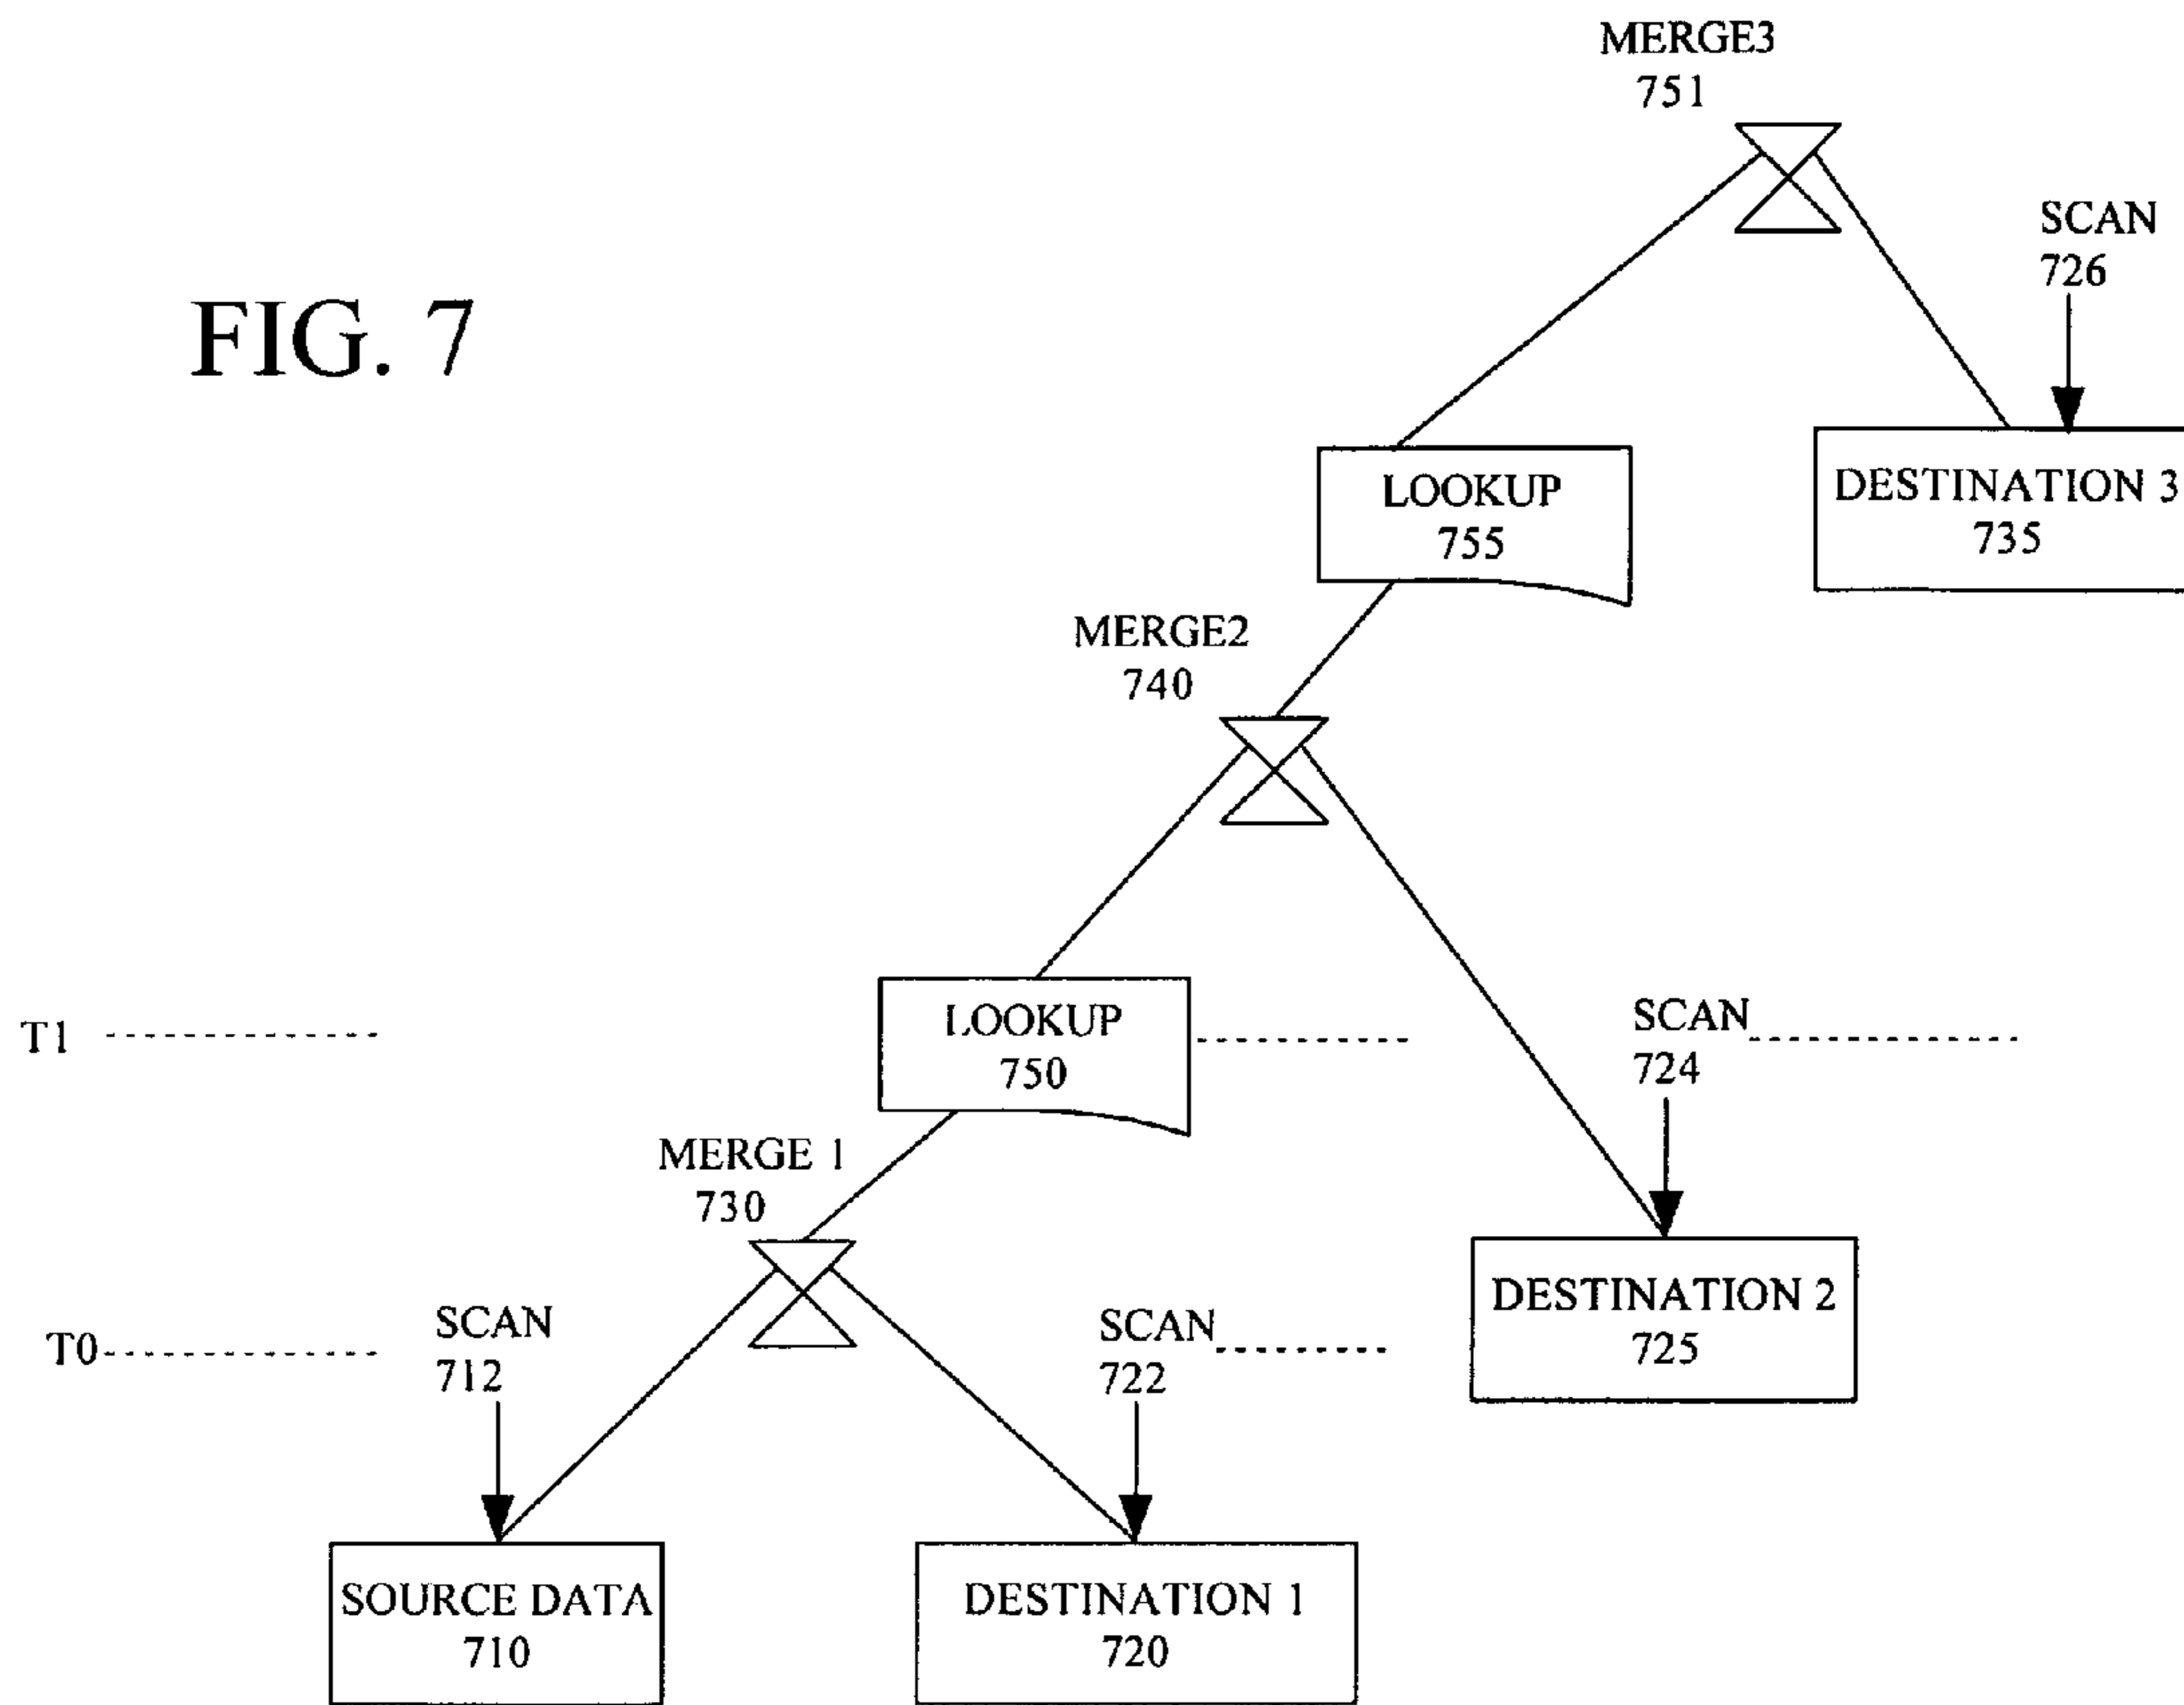 MERGE3
751
SCAN
726
FIG. 7
LOOKUP
755
DESTINATION 3
735
MERGE2
740
T1
LOOKUP
750
SCAN
724
MERGE 1
730
DESTINATION 2
725
T0
SCAN
712
SCAN
722
SOURCE DATA
710
DESTINATION 1
720